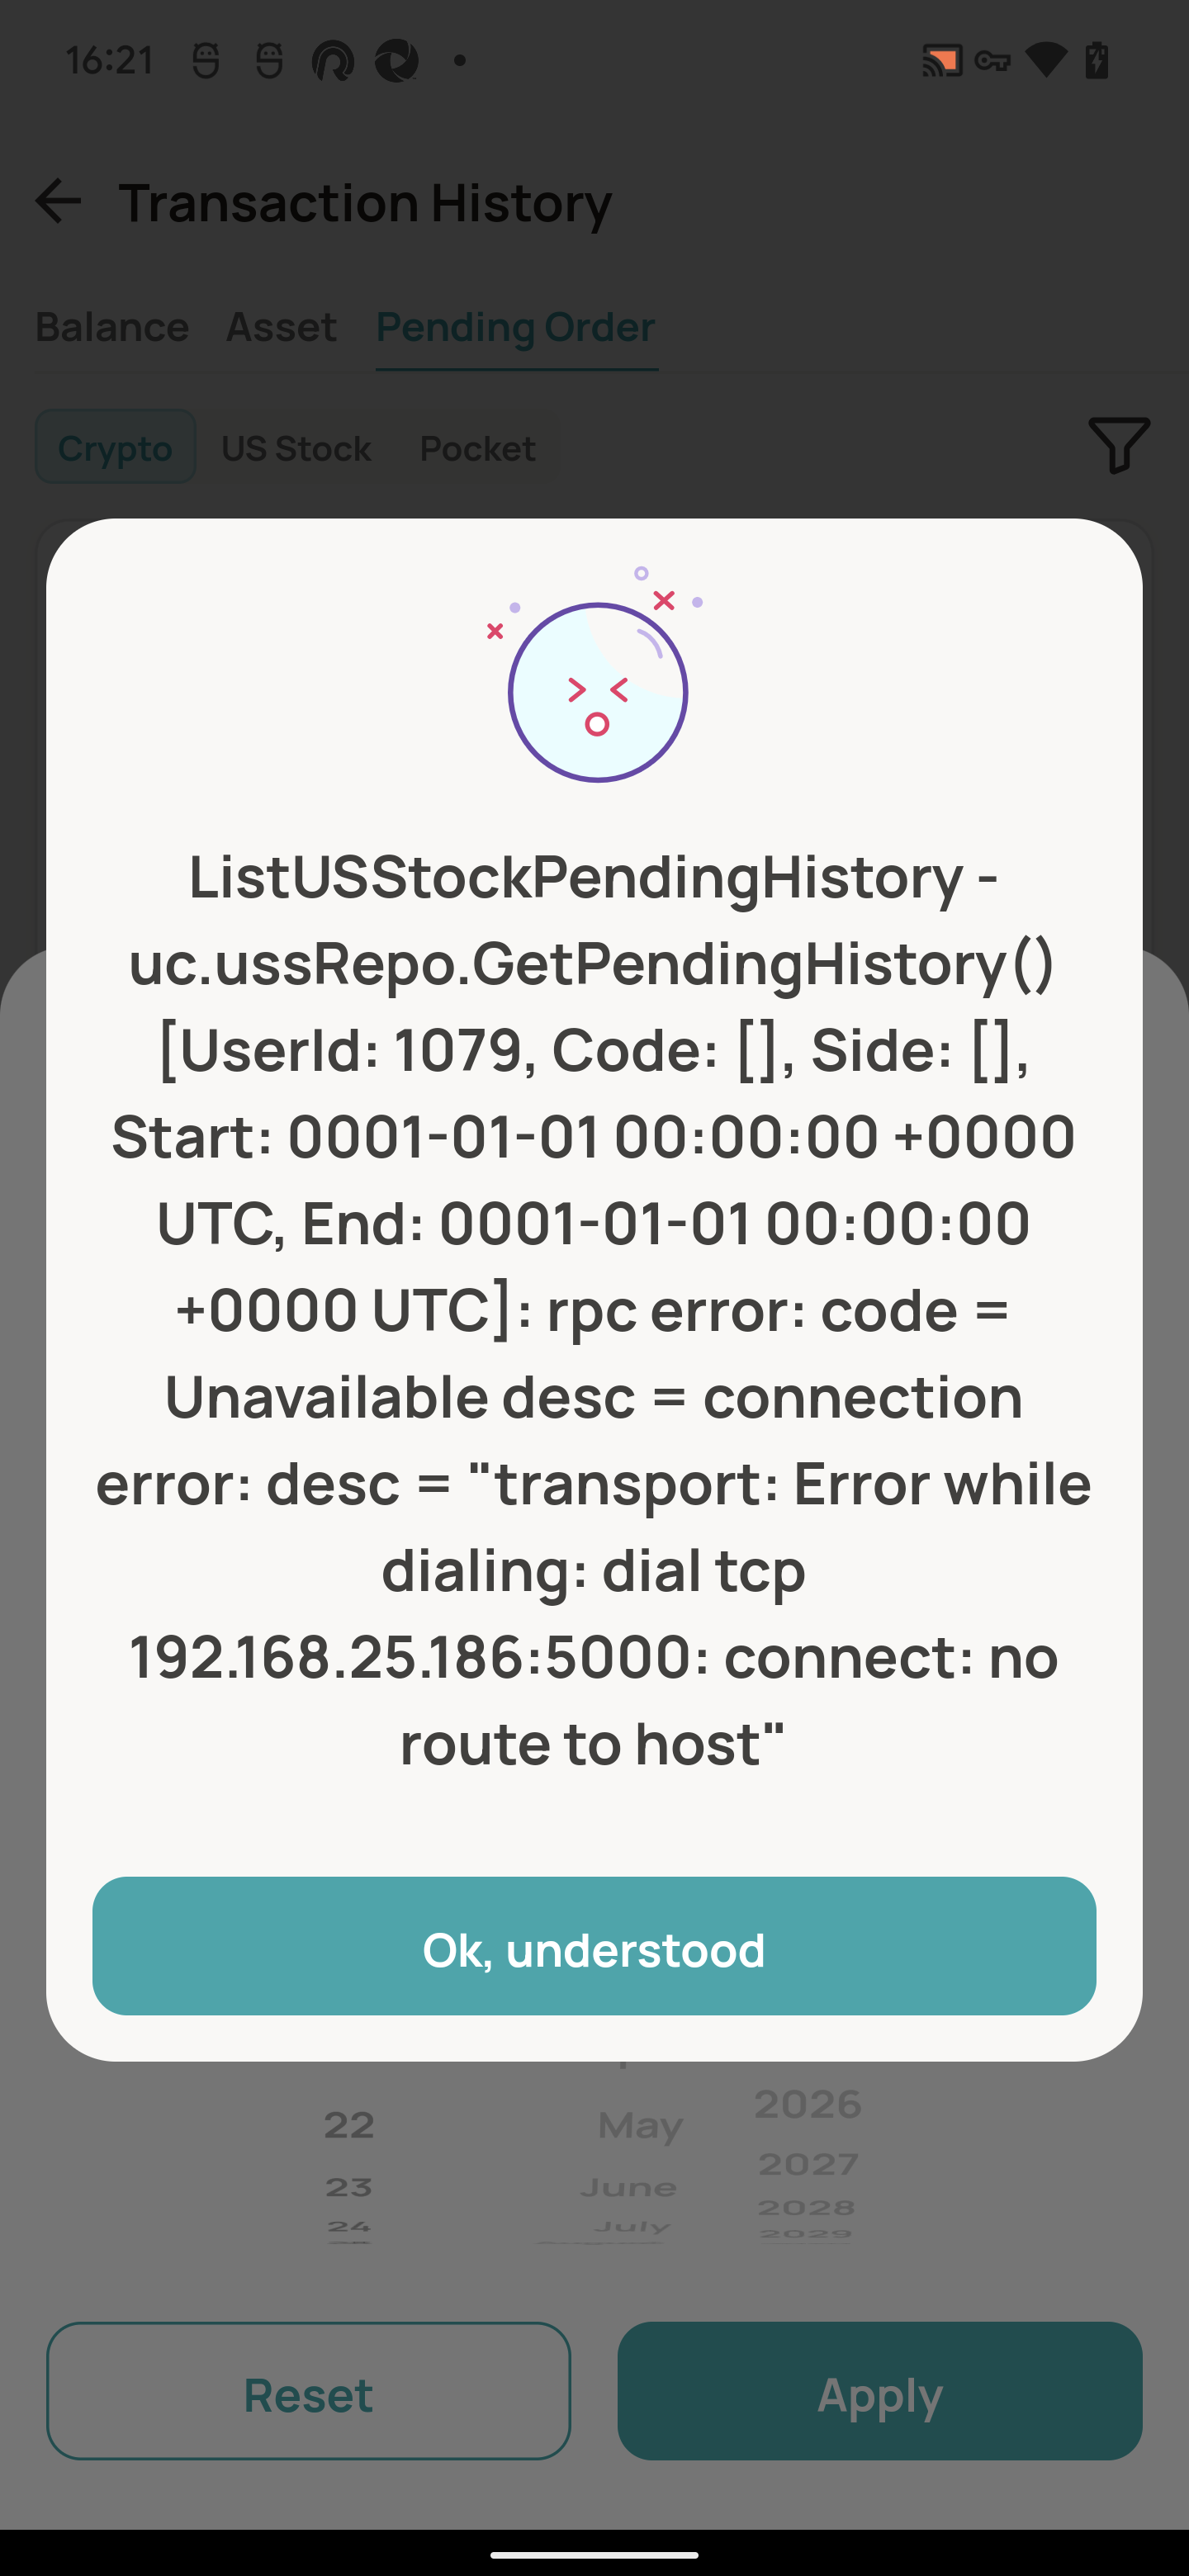 16:21
Transaction History
Balance Asset Pending Order
Crypto US Stock Pocket
ListUSStockPendingHistory -
uc.ussRepo.GetPendingHistory()
[UserId: 1079, Code: [], Side: [],
Start: 0001-01-01 00:00:00 +0000
UTC, End: 0001-01-01 00:00:00
+0000 UTC]: rpc error: code =
Unavailable desc = connection
error: desc = "transport: Error while
dialing: dial tcp
192.168.25.186:5000: connect: no
route to host"
Ok, understood
22 May 2026
23 June 2027
24 July 2028
2029
Reset Apply